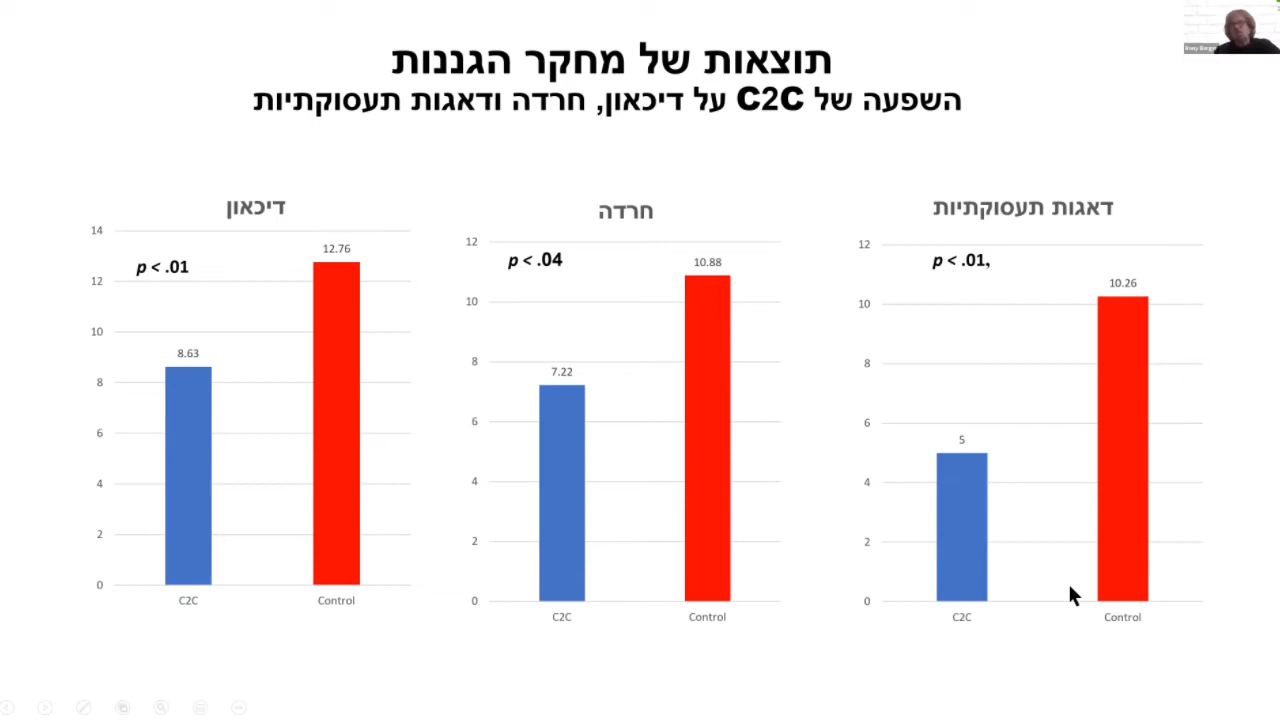 תוצאות של מחקר הגננות
השפעה של C2C על דיכאון, חרדה ודאגות תעסוקתיות
דיכאון
14
12
10
8
6
4
2
0
p < .01
8.63
12.76
C2C
Control
חרדה
12
10
8
6
4
2
0
p < .04
7.22
10.88
C2C
Control
דאגות תעסוקתיות
12
10
8
6
4
2
0
p < .01,
5
10.26
C2C
Control